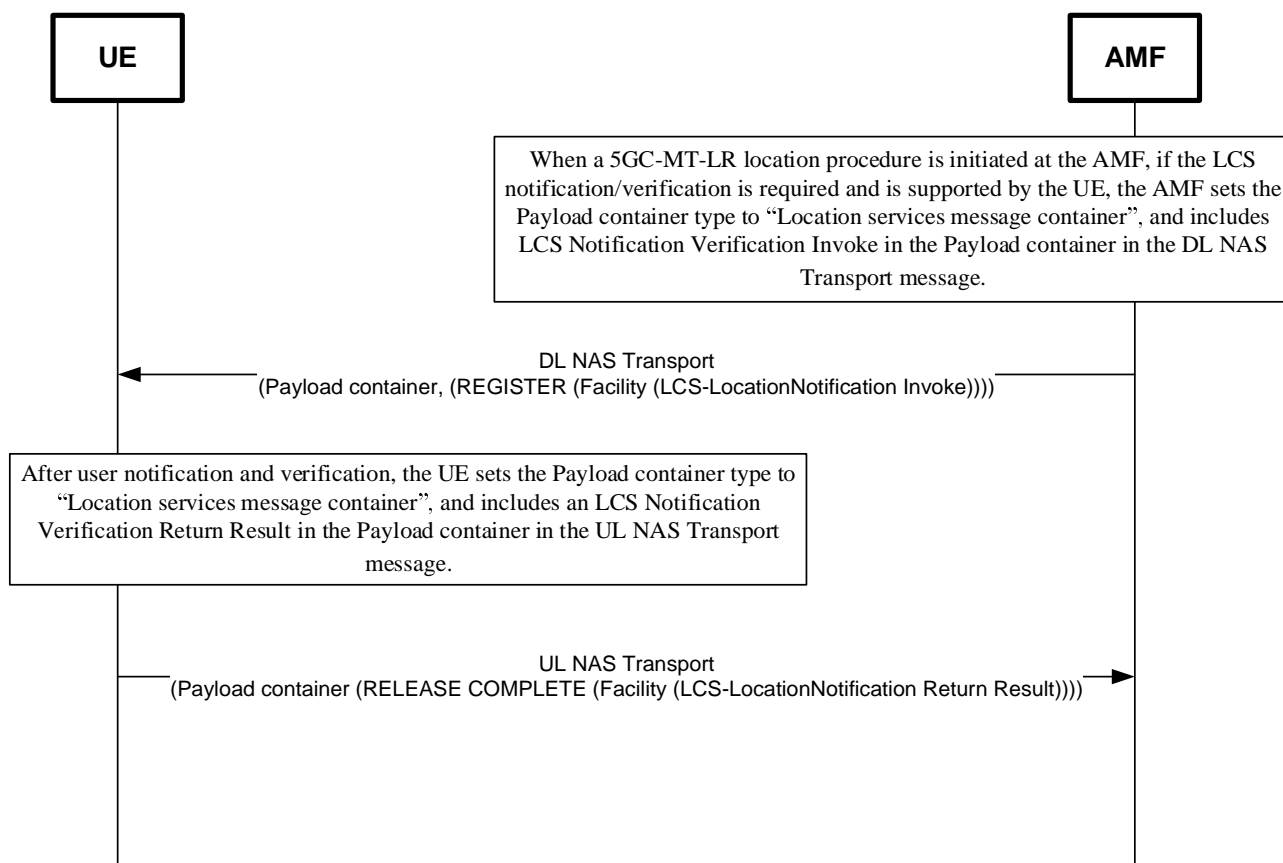 UE
AMF
When a 5GC-MT-LR location procedure is initiated at the AMF, if the LCS
notification/verification is required and is supported by the UE, the AMF sets the
Payload container type to “Location services message container”, and includes
LCS Notification Verification Invoke in the Payload container in the DL NAS
Transport message.
DL NAS Transport
(Payload container, (REGISTER (Facility (LCS-LocationNotification Invoke))))
After user notification and verification, the UE sets the Payload container type to
“Location services message container”, and includes an LCS Notification
Verification Return Result in the Payload container in the UL NAS Transport
message.
UL NAS Transport
(Payload container (RELEASE COMPLETE (Facility (LCS-LocationNotification Return Result))))